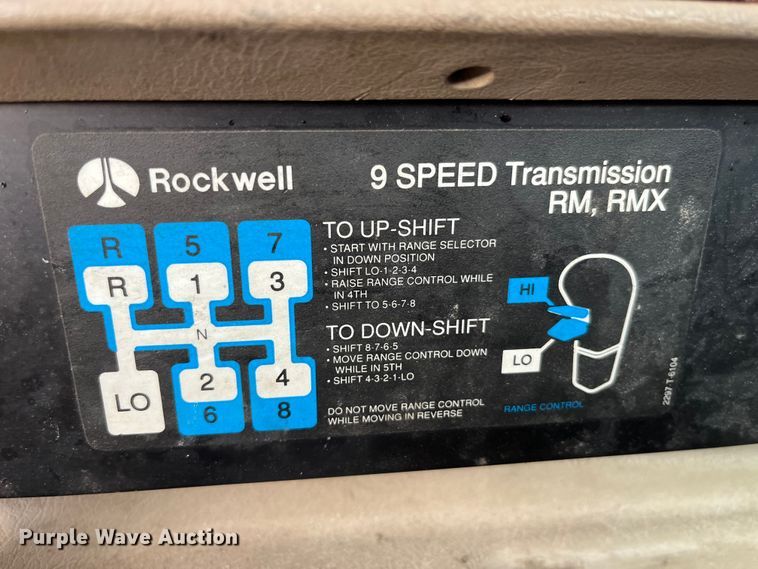 Rockwell
9 SPEED Transmission
RM, RMX
R 5 7
R 1 3
N
LO 2 4
6 8
TO UP-SHIFT
• START WITH RANGE SELECTOR
IN DOWN POSITION
• SHIFT LO-1-2-3-4
• RAISE RANGE CONTROL WHILE
IN 4TH
• SHIFT TO 5-6-7-8
TO DOWN-SHIFT
• SHIFT 8-7-6-5
• MOVE RANGE CONTROL DOWN
WHILE IN 5TH
• SHIFT 4-3-2-1-LO
DO NOT MOVE RANGE CONTROL
WHILE MOVING IN REVERSE
HI
LO
RANGE CONTROL
2297-T-6104
Purple Wave Auction